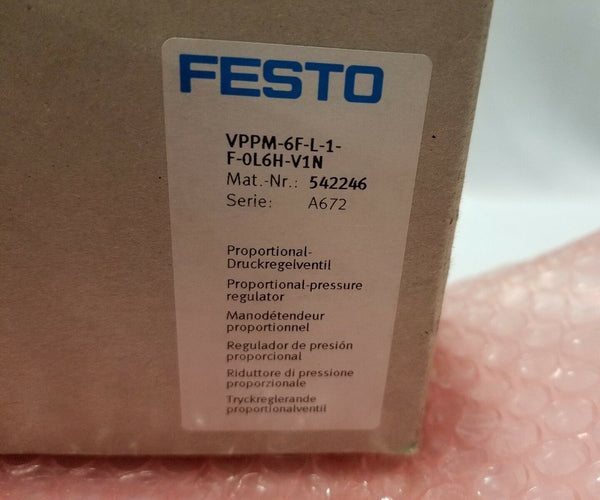 FESTO
VPPM-6F-L-1-
F-0L6H-V1N
Mat.-Nr.: 542246
Serie: A672
Proportional-
Druckregelventil
Proportional-pressure
regulator
Manodétendeur
proportionnel
Regulador de presión
proporcional
Riduttore di pressione
proporzionale
Tryckreglerande
proportionalventil